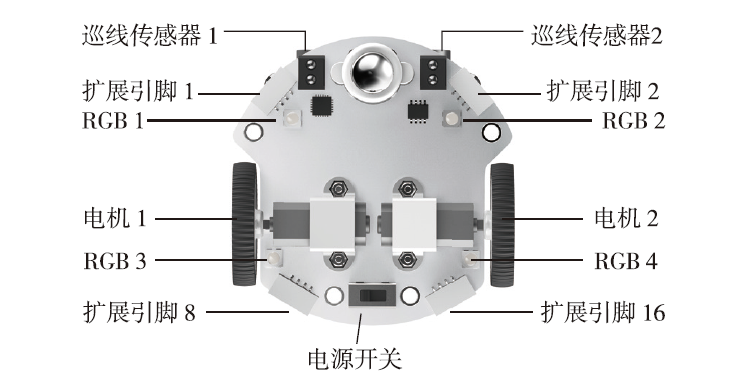 巡线传感器 1
巡线传感器2
扩展引脚 1
扩展引脚 2
RGB 1
RGB 2
电机 1
电机 2
RGB 3
RGB 4
扩展引脚 8
扩展引脚 16
电源开关